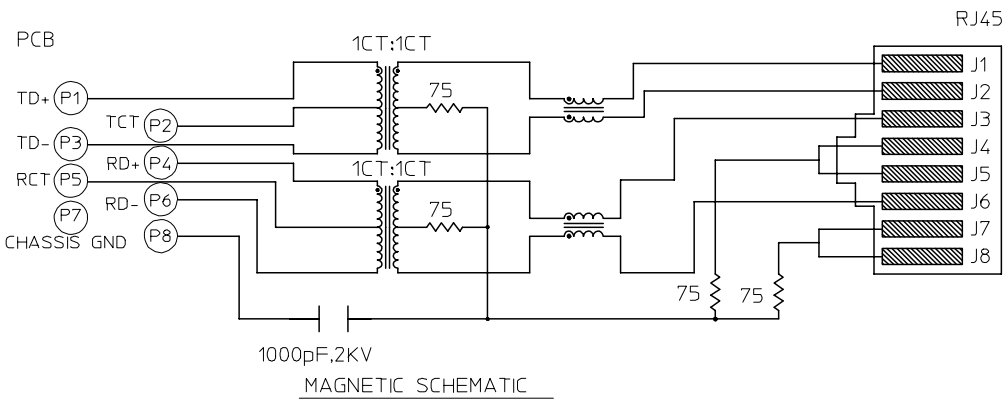 RJ45
PCB
1CT:1CT
J1
75
J2
TD+ P1
J3
TCT P2
TD- P3
J4
RD+ P4
1CT:1CT
J5
RCT P5
RD- P6
J6
75
P7
J7
CHASSIS GND P8
J8
75
75
1000pF,2KV
MAGNETIC SCHEMATIC